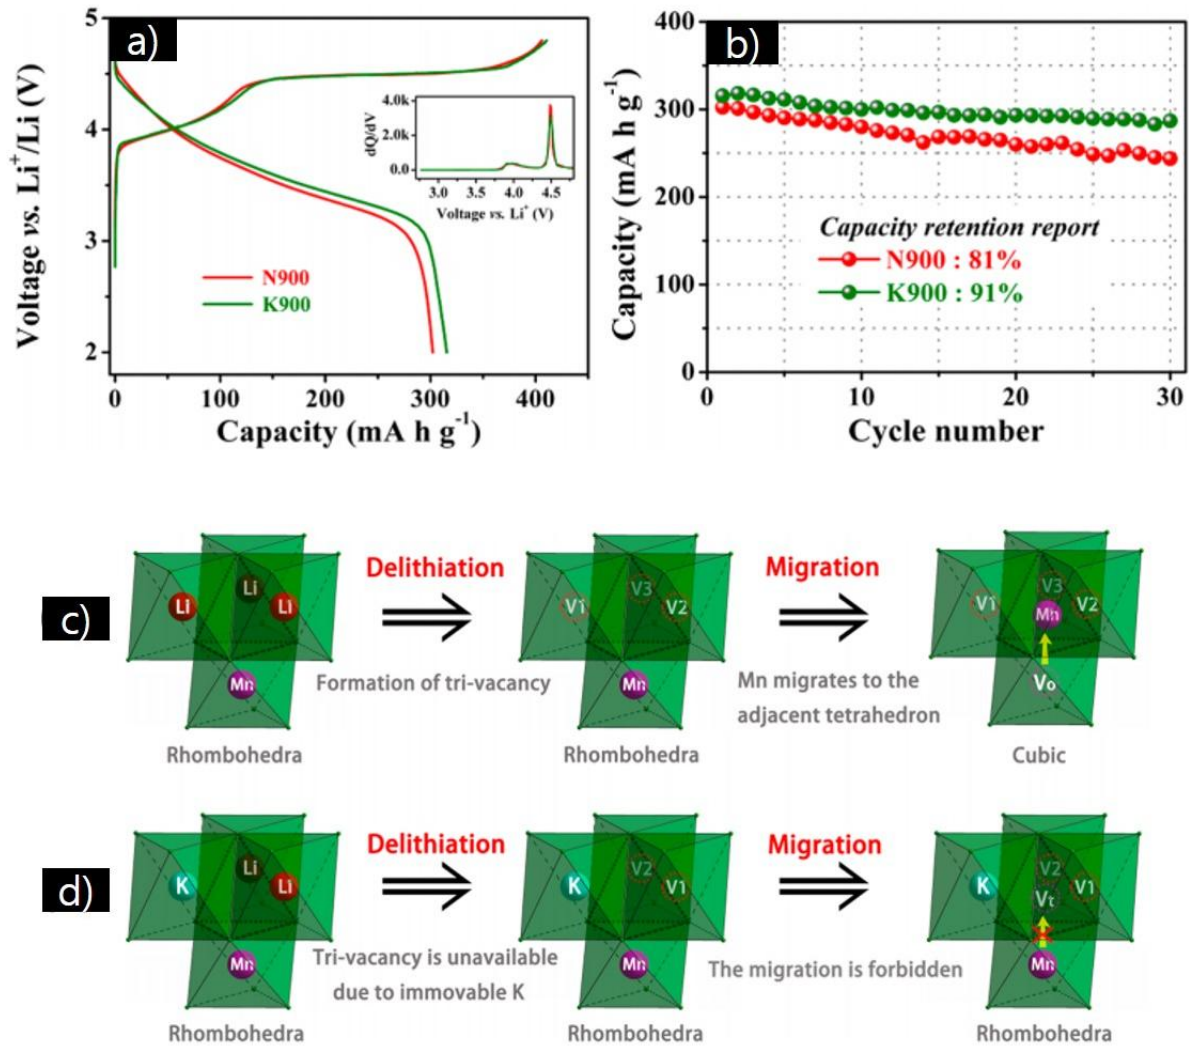 a)
Voltage vs. Li⁺/Li (V)
5
4
3
2
0
100
200
300
400
Capacity (mA h g⁻¹)
N900
K900
dQ/dV
4.0k
2.0k
0.0
3.0
3.5
4.0
4.5
Voltage vs. Li⁺ (V)
b)
Capacity (mA h g⁻¹)
400
300
200
100
0
0
10
20
30
Cycle number
Capacity retention report
N900 : 81%
K900 : 91%
c)
Li
Li
Li
Mn
Rhombohedra
Delithiation
Formation of tri-vacancy
V1
V3
V2
Mn
Rhombohedra
Migration
Mn migrates to the
adjacent tetrahedron
V1
V3
V2
Mn
Vo
Cubic
d)
K
Li
Li
Mn
Rhombohedra
Delithiation
Tri-vacancy is unavailable
due to immovable K
K
V2
V1
Mn
Rhombohedra
Migration
The migration is forbidden
K
V2
V1
Vt
Mn
Rhombohedra